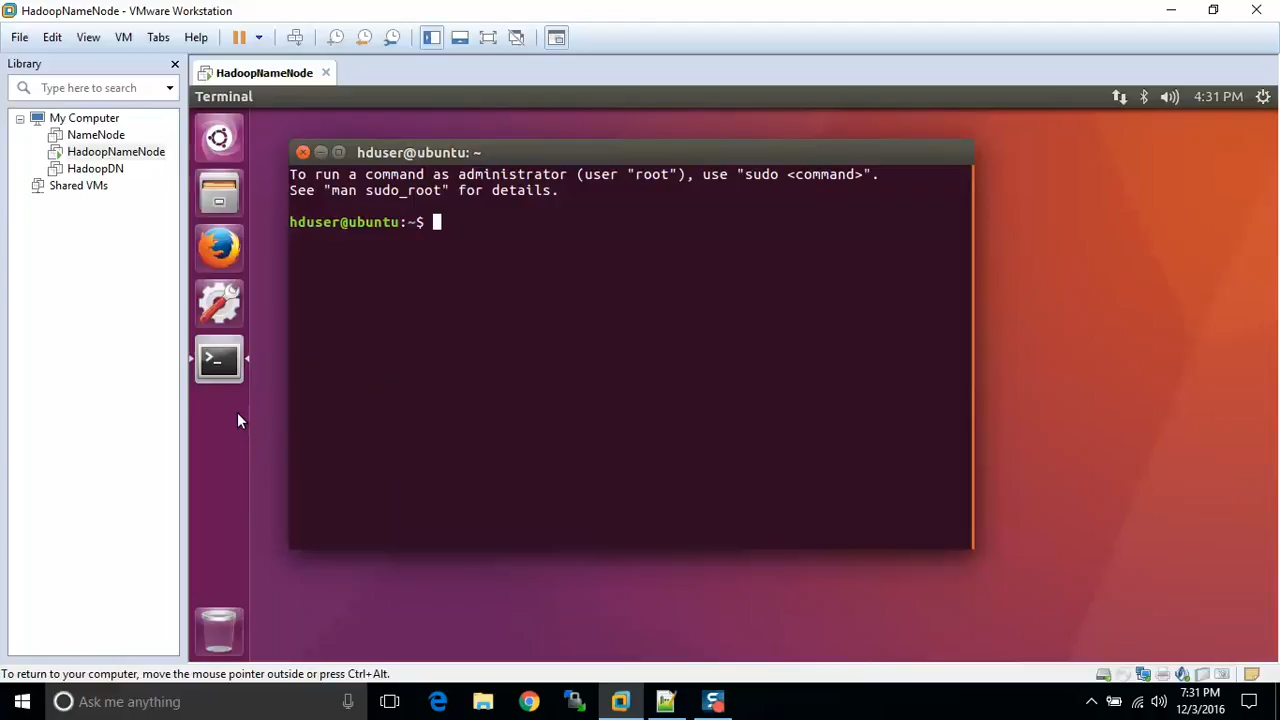 HadoopNameNode - VMware Workstation
File Edit View VM Tabs Help
Library
Type here to search
My Computer
NameNode
HadoopNameNode
HadoopDN
Shared VMs
HadoopNameNode
Terminal
4:31 PM
hduser@ubuntu: ~
To run a command as administrator (user "root"), use "sudo <command>".
See "man sudo_root" for details.
hduser@ubuntu:~$
To return to your computer, move the mouse pointer outside or press Ctrl+Alt.
Ask me anything
7:31 PM
12/3/2016